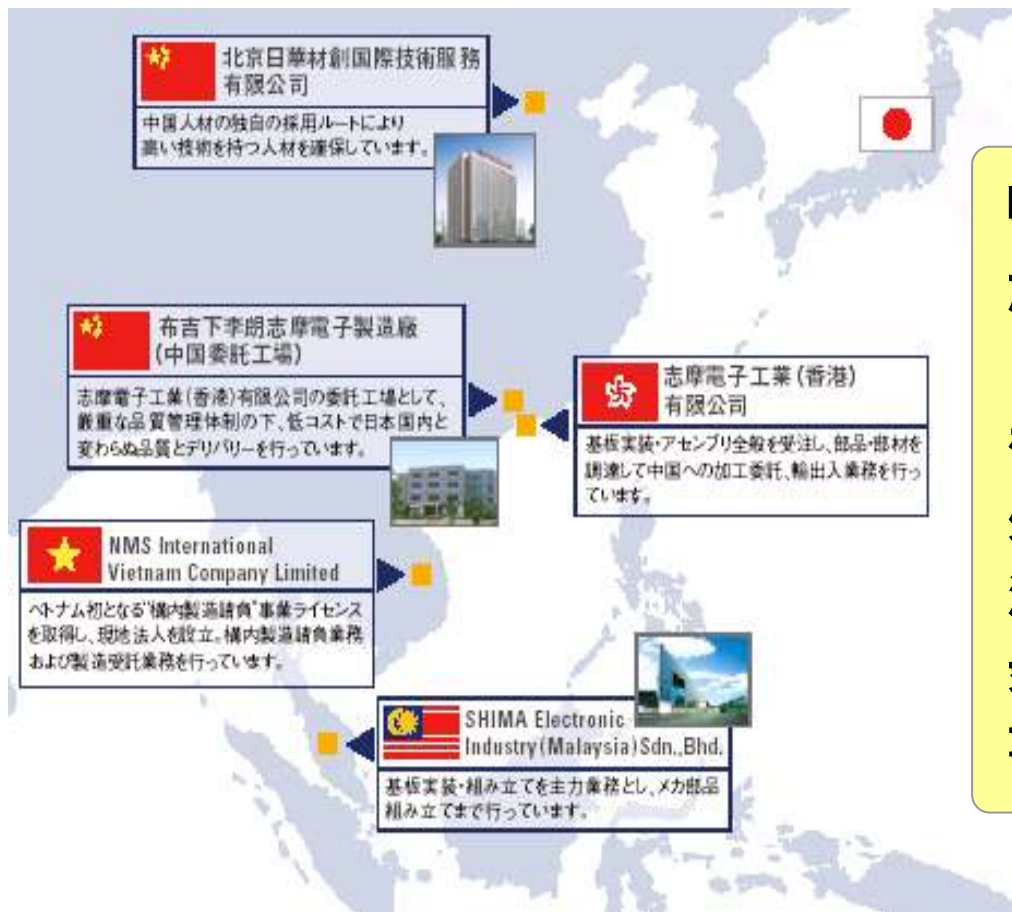 北京日華材創国際技術服務
有限公司
中国人材の独自の採用ルートにより
高い技術を持つ人材を確保しています。
布吉下李朗志摩電子製造廠
(中国委託工場)
志摩電子工業(香港)有限公司の委託工場として、
厳重な品質管理体制の下、低コストで日本国内と
変わらぬ品質とデリバリーを行っています。
志摩電子工業(香港)
有限公司
基板実装・アセンブリ全般を受注し、部品・部材を
調達して中国への加工委託、輸出入業務を行っ
ています。
NMS International
Vietnam Company Limited
ベトナム初となる"構内製造請負"事業ライセンス
を取得し、現地法人を設立。構内製造請負業務
および製造受託業務を行っています。
SHIMA Electronic
Industry(Malaysia)Sdn.,Bhd.
基板実装・組み立てを主力業務とし、メカ部品
組み立てまで行っています。